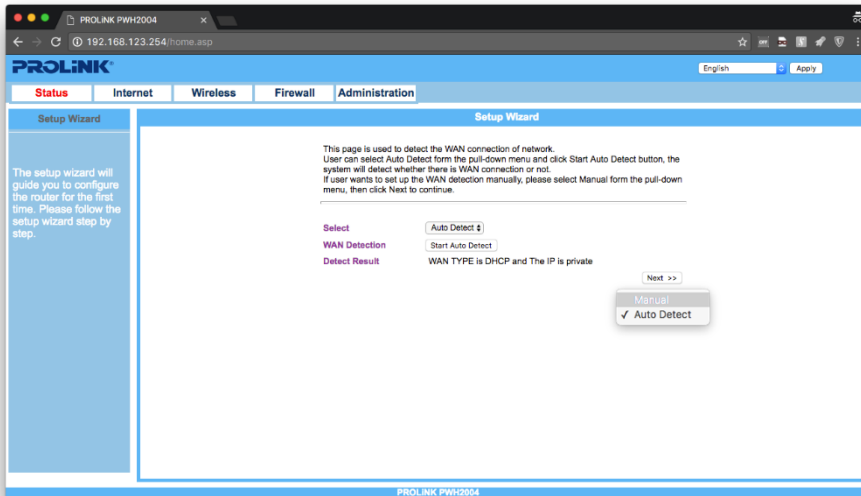 PROLiNK PWH2004
192.168.123.254/home.asp
PROLiNK®
English Apply
Status Internet Wireless Firewall Administration
Setup Wizard
The setup wizard will
guide you to configure
the router for the first
time. Please follow the
setup wizard step by
step.
Setup Wizard
This page is used to detect the WAN connection of network.
User can select Auto Detect form the pull-down menu and click Start Auto Detect button, the
system will detect whether there is WAN connection or not.
If user wants to set up the WAN detection manually, please select Manual form the pull-down
menu, then click Next to continue.
Select Auto Detect
WAN Detection Start Auto Detect
Detect Result WAN TYPE is DHCP and The IP is private
Next >>
Manual
✓ Auto Detect
PROLiNK PWH2004